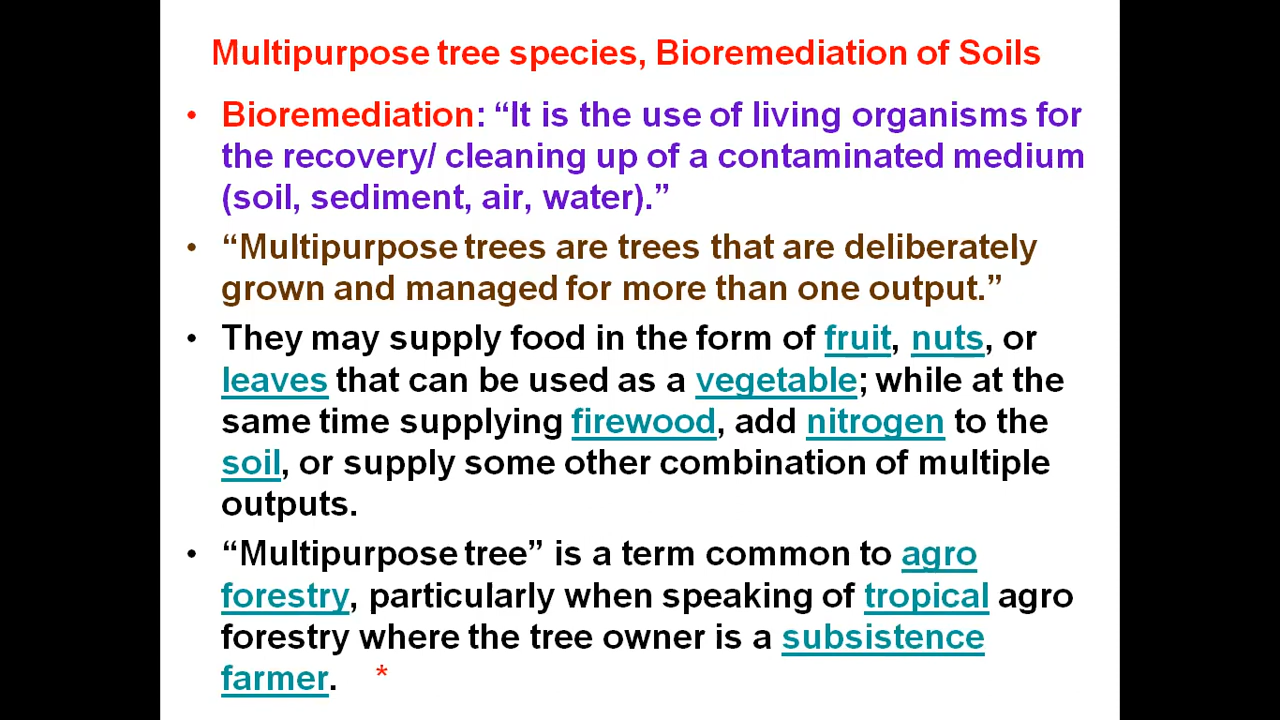 Multipurpose tree species, Bioremediation of Soils
• Bioremediation: “It is the use of living organisms for
the recovery/ cleaning up of a contaminated medium
(soil, sediment, air, water).”
• “Multipurpose trees are trees that are deliberately
grown and managed for more than one output.”
• They may supply food in the form of fruit, nuts, or
leaves that can be used as a vegetable; while at the
same time supplying firewood, add nitrogen to the
soil, or supply some other combination of multiple
outputs.
• “Multipurpose tree” is a term common to agro
forestry, particularly when speaking of tropical agro
forestry where the tree owner is a subsistence
farmer. *